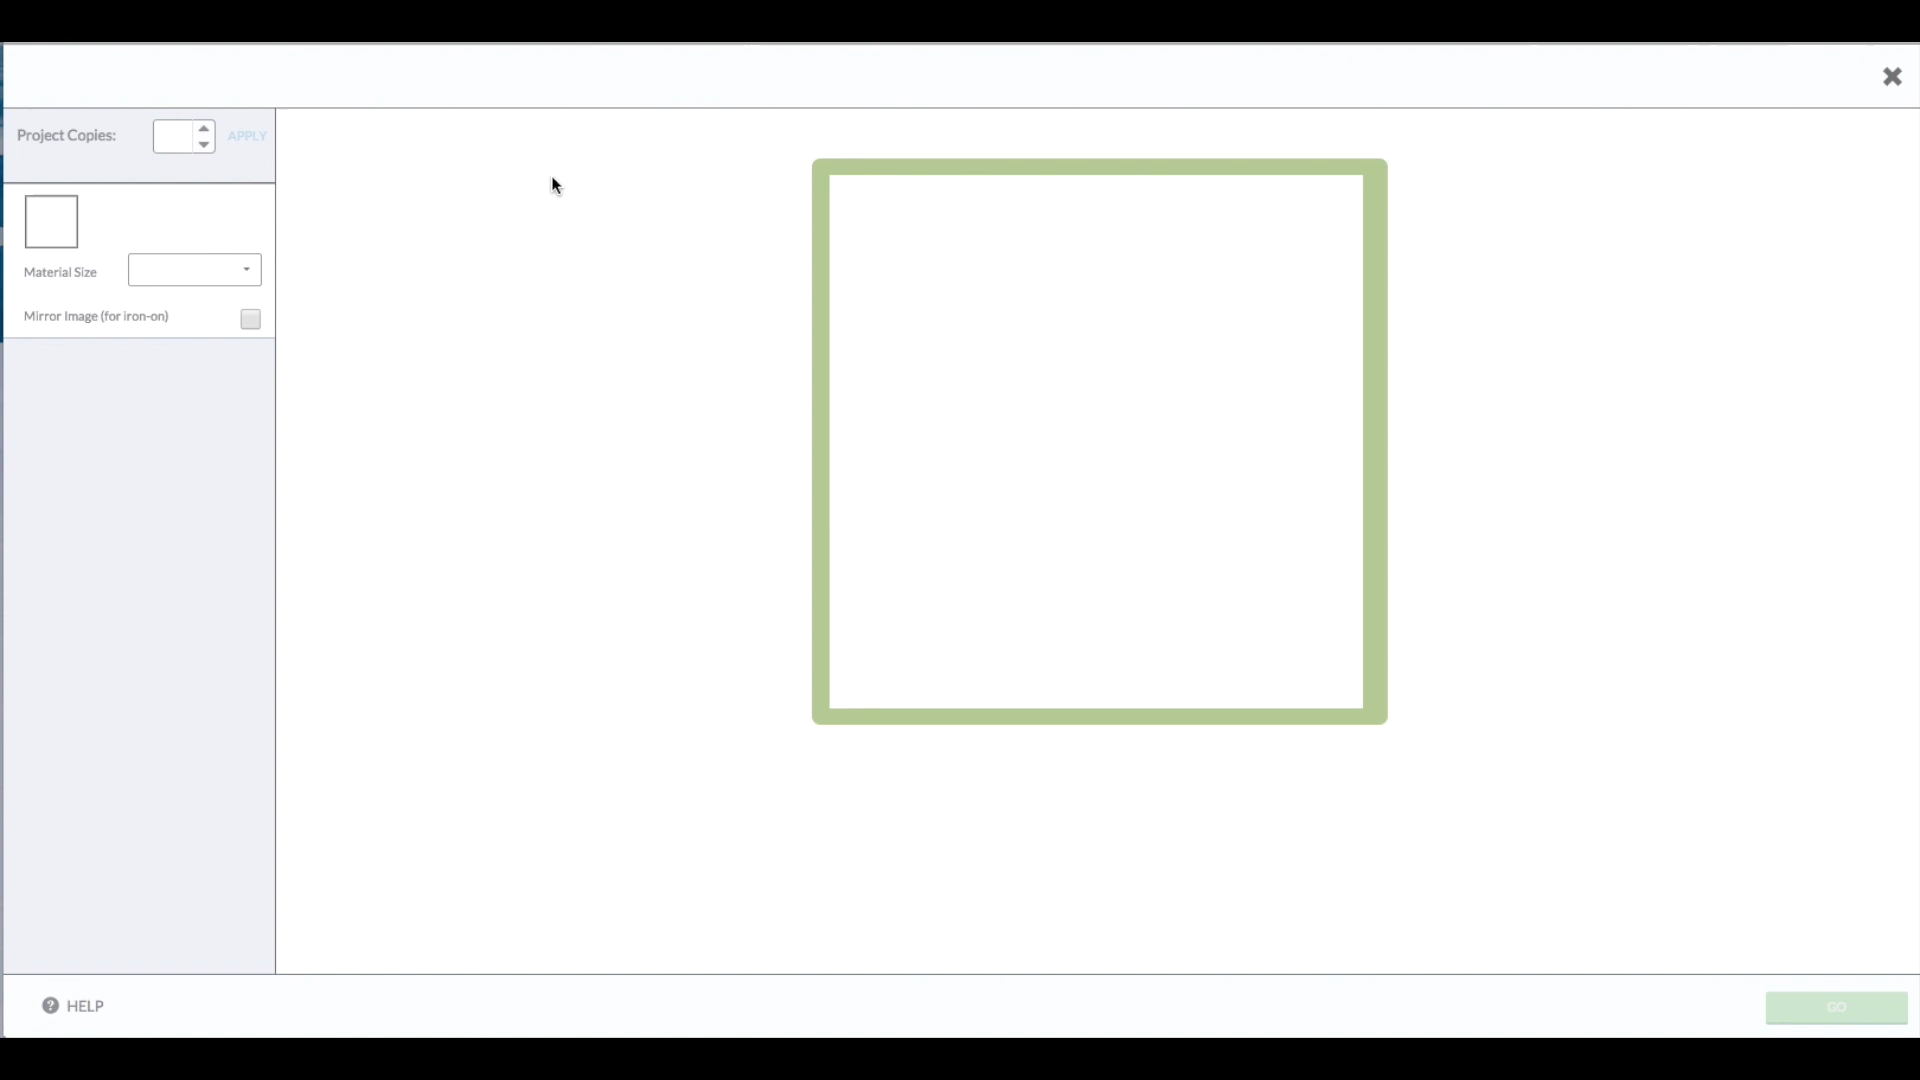 Project Copies:
APPLY
Material Size
Mirror Image (for iron-on)
HELP
GO